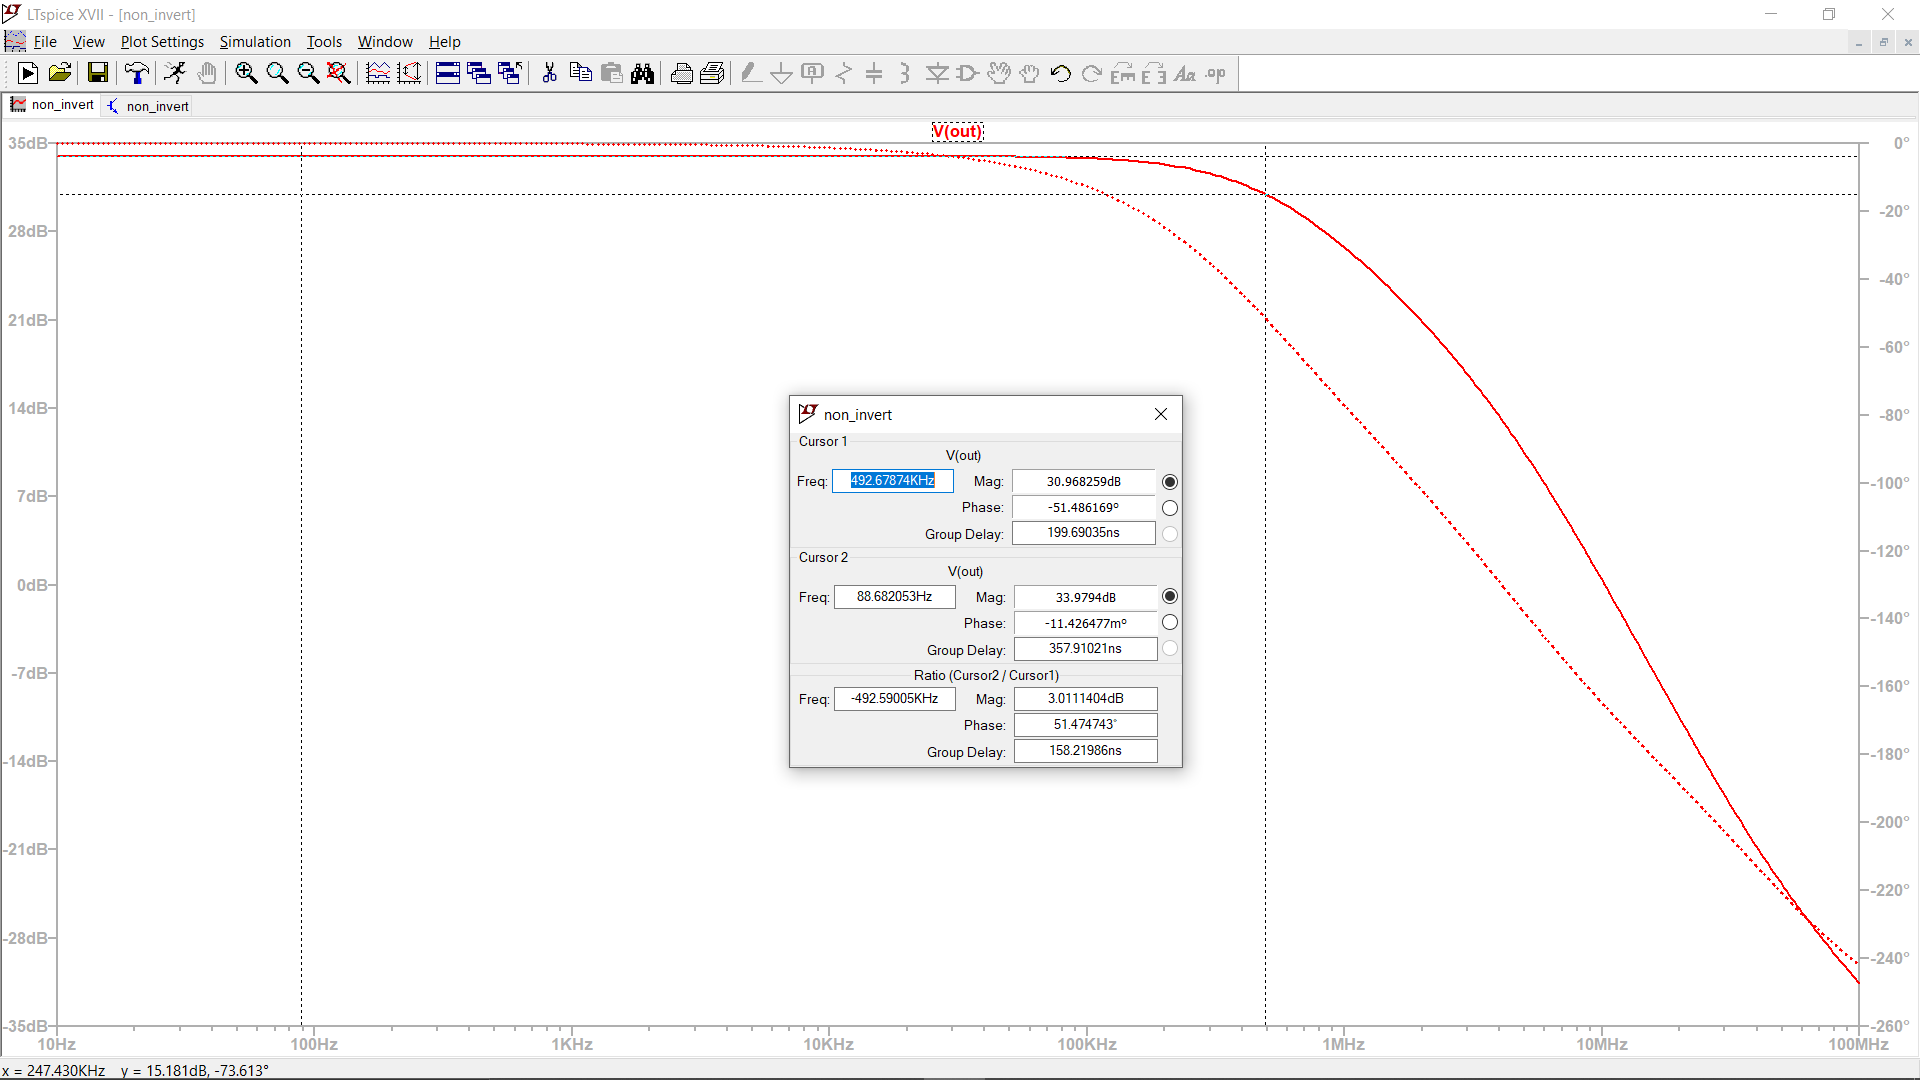 LTspice XVII - [non_invert]
File View Plot Settings Simulation Tools Window Help
non_invert non_invert
V(out)
35dB
28dB
21dB
14dB
7dB
0dB
-7dB
-14dB
-21dB
-28dB
-35dB
0°
-20°
-40°
-60°
-80°
-100°
-120°
-140°
-160°
-180°
-200°
-220°
-240°
-260°
10Hz 100Hz 1KHz 10KHz 100KHz 1MHz 10MHz 100MHz
non_invert
Cursor 1
V(out)
Freq: 492.67874KHz Mag: 30.968259dB
Phase: -51.486169°
Group Delay: 199.69035ns
Cursor 2
V(out)
Freq: 88.682053Hz Mag: 33.9794dB
Phase: -11.426477m°
Group Delay: 357.91021ns
Ratio (Cursor2 / Cursor1)
Freq: -492.59005KHz Mag: 3.0111404dB
Phase: 51.474743°
Group Delay: 158.21986ns
x = 247.430KHz y = 15.181dB, -73.613°